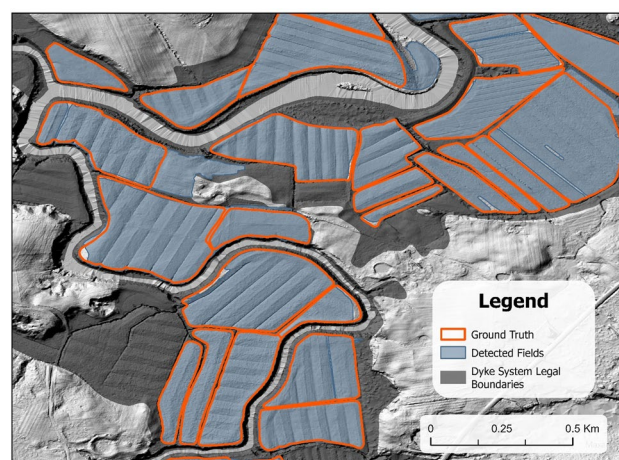 Legend
Ground Truth
Detected Fields
Dyke System Legal
Boundaries
0 0.25 0.5 Km